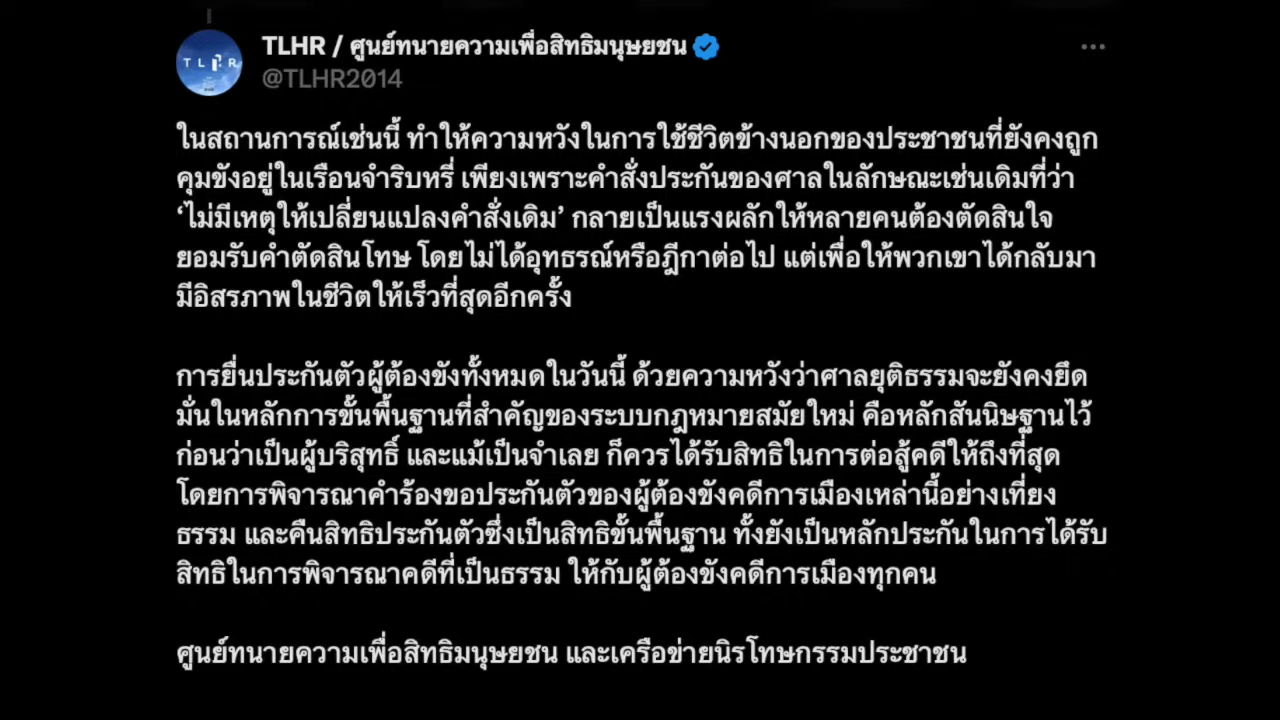 TLHR
TLHR / ศูนย์ทนายความเพื่อสิทธิมนุษยชน
@TLHR2014
ในสถานการณ์เช่นนี้ ทำให้ความหวังในการใช้ชีวิตข้างนอกของประชาชนที่ยังคงถูก
คุมขังอยู่ในเรือนจำริบหรี่ เพียงเพราะคำสั่งประกันของศาลในลักษณะเช่นเดิมที่ว่า
‘ไม่มีเหตุให้เปลี่ยนแปลงคำสั่งเดิม’ กลายเป็นแรงผลักให้หลายคนต้องตัดสินใจ
ยอมรับคำตัดสินโทษ โดยไม่ได้อุทธรณ์หรือฎีกาต่อไป แต่เพื่อให้พวกเขาได้กลับมา
มีอิสรภาพในชีวิตให้เร็วที่สุดอีกครั้ง
การยื่นประกันตัวผู้ต้องขังทั้งหมดในวันนี้ ด้วยความหวังว่าศาลยุติธรรมจะยังคงยึด
มั่นในหลักการขั้นพื้นฐานที่สำคัญของระบบกฎหมายสมัยใหม่ คือหลักสันนิษฐานไว้
ก่อนว่าเป็นผู้บริสุทธิ์ และแม้เป็นจำเลย ก็ควรได้รับสิทธิในการต่อสู้คดีให้ถึงที่สุด
โดยการพิจารณาคำร้องขอประกันตัวของผู้ต้องขังคดีการเมืองเหล่านี้อย่างเที่ยง
ธรรม และคืนสิทธิประกันตัวซึ่งเป็นสิทธิขั้นพื้นฐาน ทั้งยังเป็นหลักประกันในการได้รับ
สิทธิในการพิจารณาคดีที่เป็นธรรม ให้กับผู้ต้องขังคดีการเมืองทุกคน
ศูนย์ทนายความเพื่อสิทธิมนุษยชน และเครือข่ายนิรโทษกรรมประชาชน